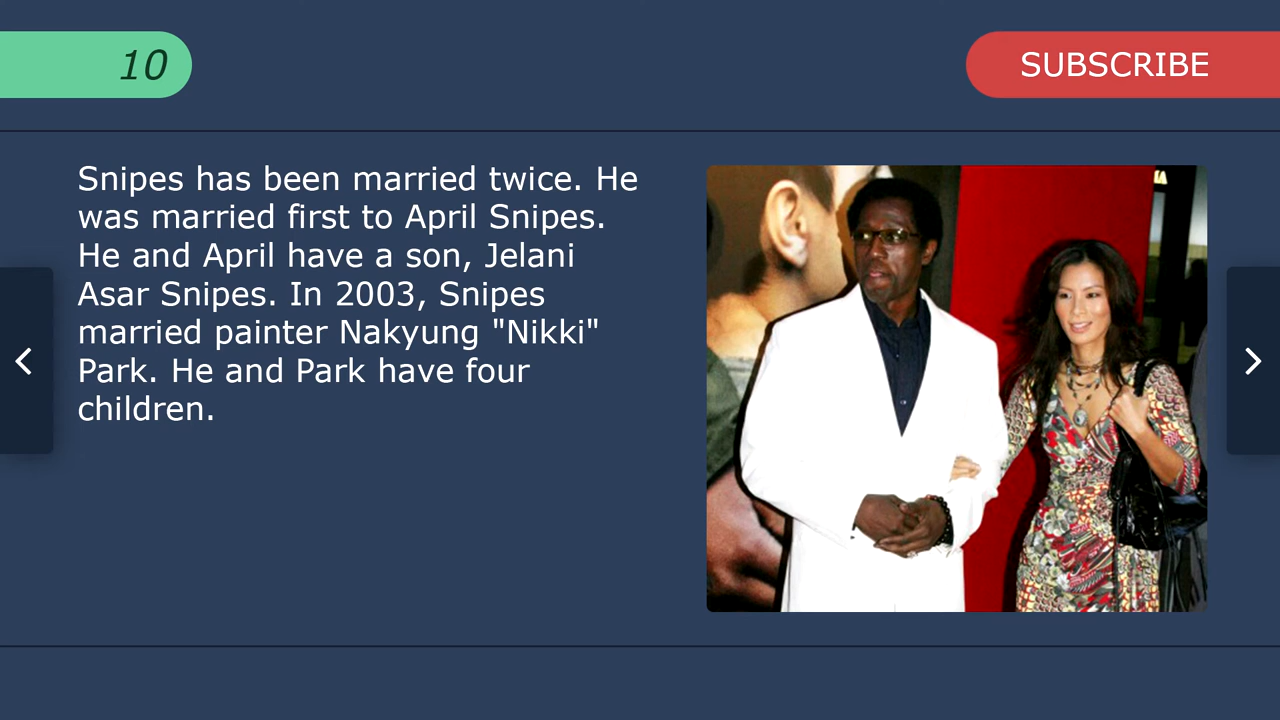 10
SUBSCRIBE
Snipes has been married twice. He
was married first to April Snipes.
He and April have a son, Jelani
Asar Snipes. In 2003, Snipes
married painter Nakyung "Nikki"
Park. He and Park have four
children.